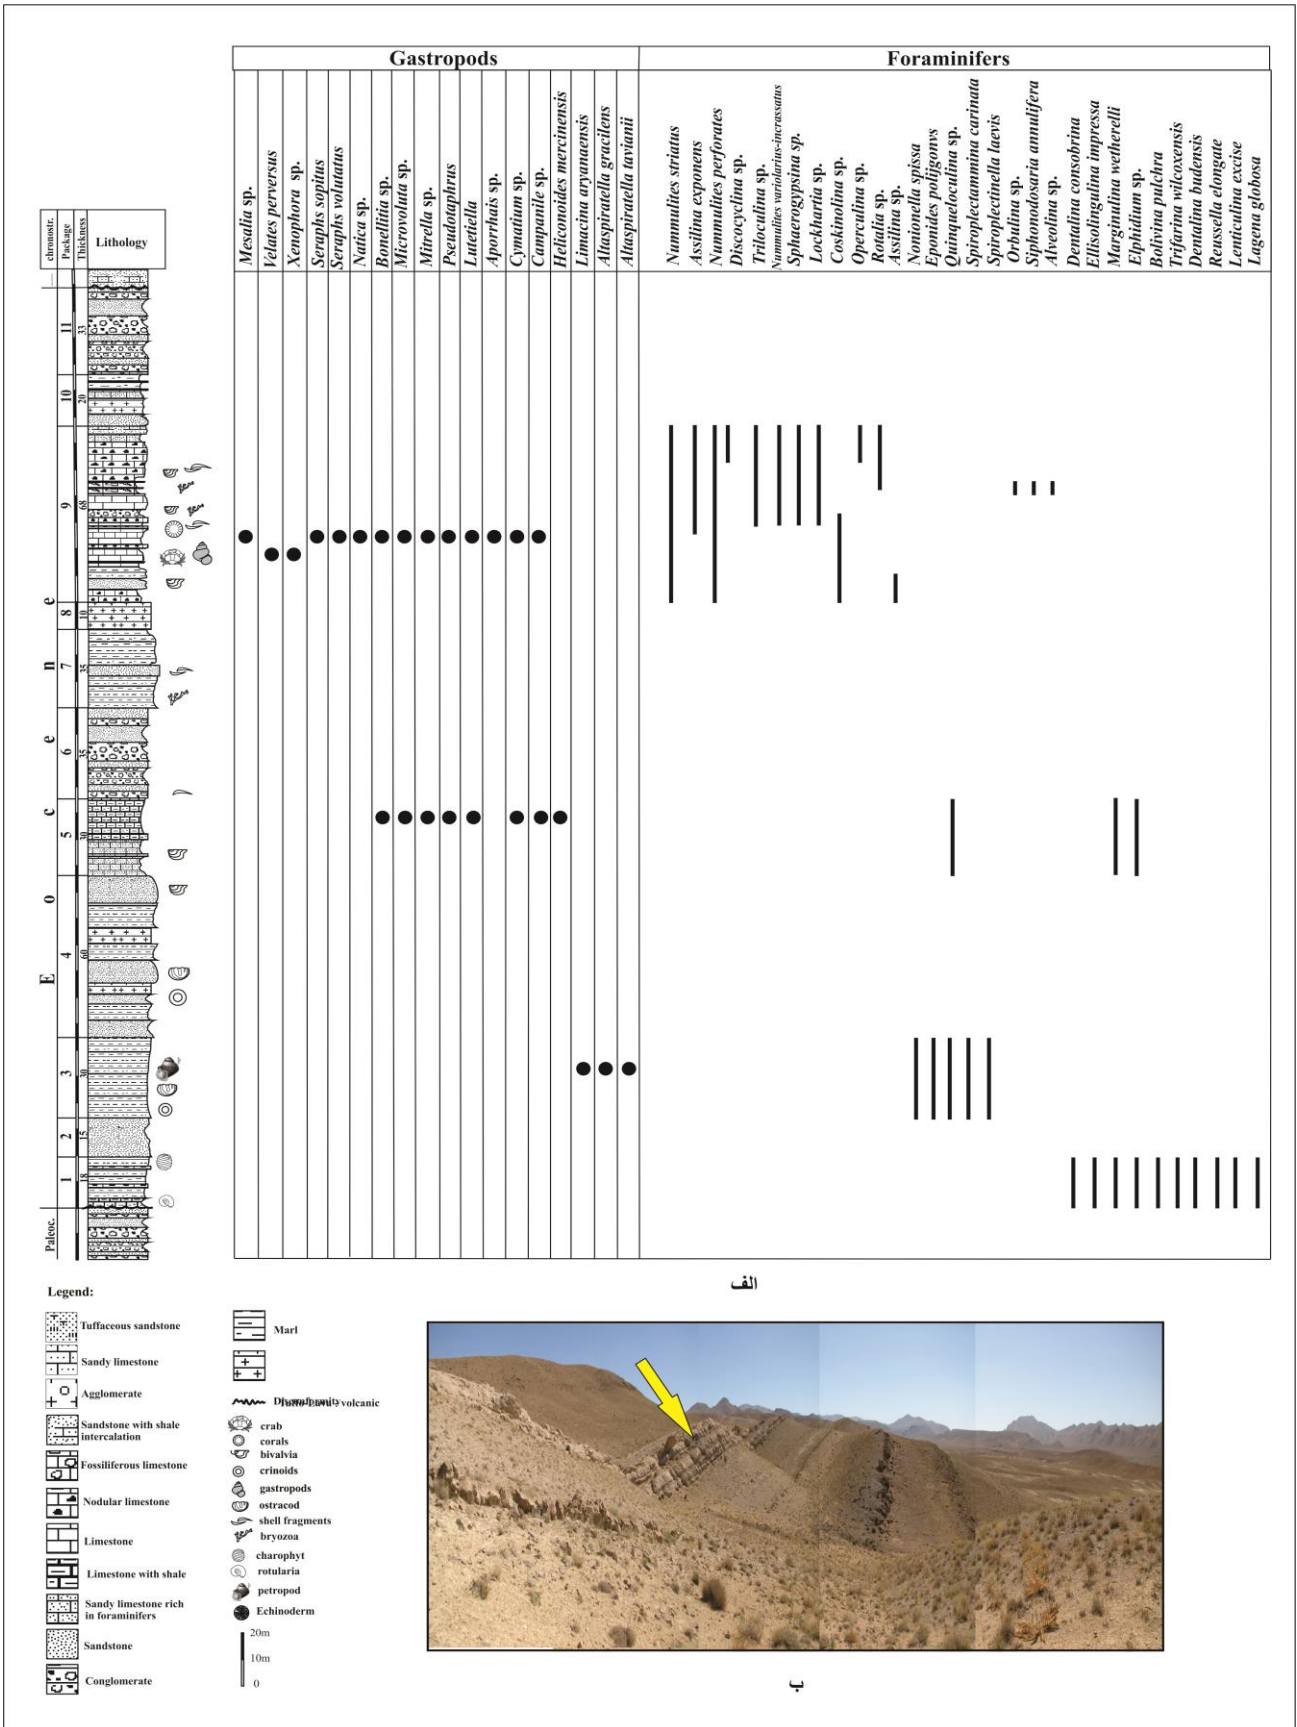 Gastropods
Foraminifers
Mesalia sp.
Velates perversus
Xenophora sp.
Seraphs sopitus
Seraphs volutatus
Natica sp.
Bonellitia sp.
Microvoluta sp.
Mitrella sp.
Pseudotaphrus
Lutetiella
Aporrhais sp.
Cymatium sp.
Campanile sp.
Heliconoides mercinensis
Limacina aryanaensis
Altaspiratella gracilens
Altaspiratella tavianii
Nummulites striatus
Assilina exponens
Nummulites perforates
Discocyclina sp.
Triloculina sp.
Nummulites variolarius-incrassatus
Sphaerogypsina sp.
Lockhartia sp.
Coskinolina sp.
Operculina sp.
Rotalia sp.
Assilina sp.
Nonionella spissa
Eponides poligonvs
Quinqueloculina sp.
Spiroplectammina carinata
Spiroplectinella laevis
Orbulina sp.
Siphonodosaria annulifera
Alveolina sp.
Dentalina consobrina
Ellisolingulina impressa
Marginulina wetherelli
Elphidium sp.
Bolivina pulchra
Trifarina wilcoxensis
Dentalina budensis
Reussella elongate
Lenticulina excise
Lagena globosa
chronostr.
Package
Thickness
Lithology
11 33
10 20
9 68
8 10
7 35
6 35
5 30
4 60
3 30
2 15
1 18
Eocene
Paleoc.
الف
Legend:
Tuffaceous sandstone
Sandy limestone
Agglomerate
Sandstone with shale
intercalation
Fossiliferous limestone
Nodular limestone
Limestone
Limestone with shale
Sandy limestone rich
in foraminifers
Sandstone
Conglomerate
Marl
volcanic
crab
corals
bivalvia
crinoids
gastropods
ostracod
shell fragments
bryozoa
charophyt
rotularia
petropod
Echinoderm
20m
10m
0
ب